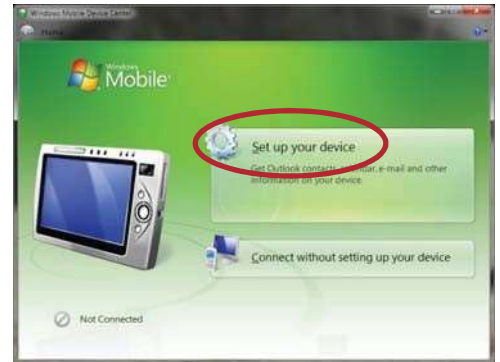 Windows Mobile Device Center
Home
Windows
Mobile
Set up your device
Get Outlook contacts, calendar, e-mail and other
information on your device.
Connect without setting up your device
Not Connected